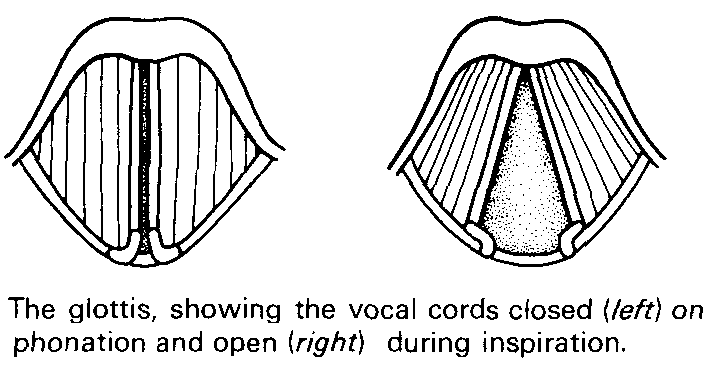 The glottis, showing the vocal cords closed (left) on
phonation and open (right) during inspiration.